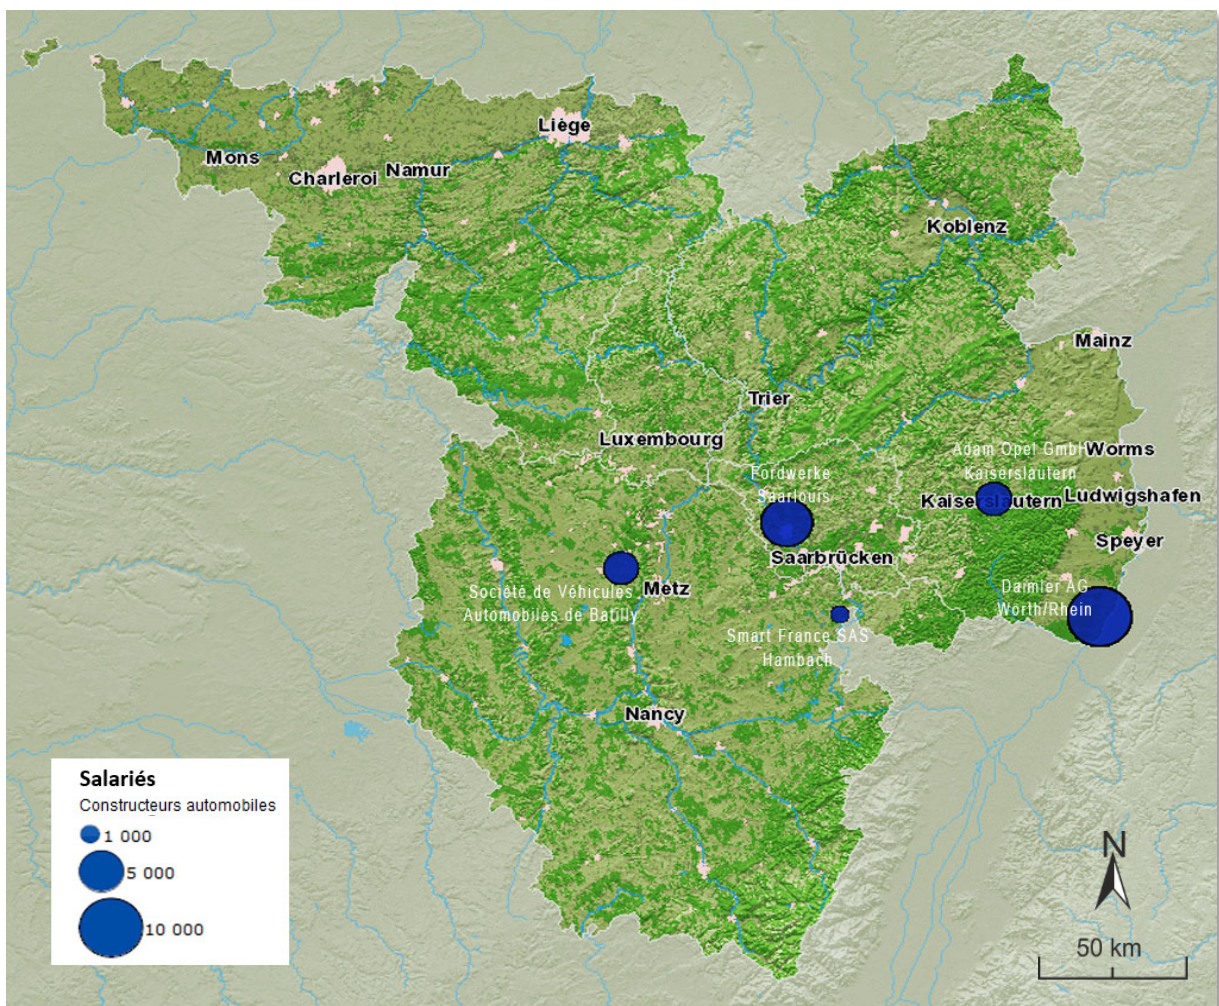 Liège
Mons
Charleroi
Namur
Koblenz
Mainz
Trier
Luxembourg
Adam Opel GmbH
Kaiserslautern
Worms
Fordwerke
Saarlouis
Kaiserslautern
Ludwigshafen
Speyer
Saarbrücken
Metz
Société de Véhicules
Automobiles de Batilly
Daimler AG
Wörth/Rhein
Smart France SAS
Hambach
Nancy
Salariés
Constructeurs automobiles
1 000
5 000
10 000
N
50 km